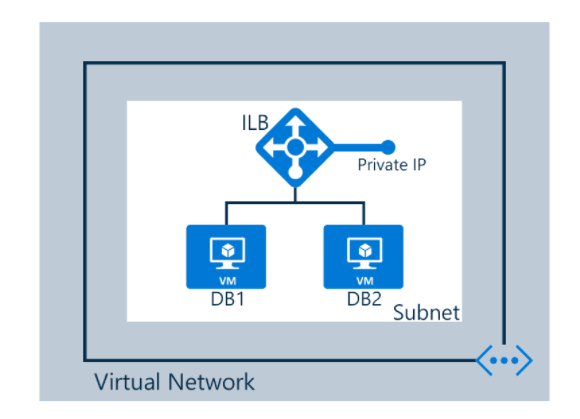 ILB
Private IP
VM
VM
DB1
DB2
Subnet
Virtual Network